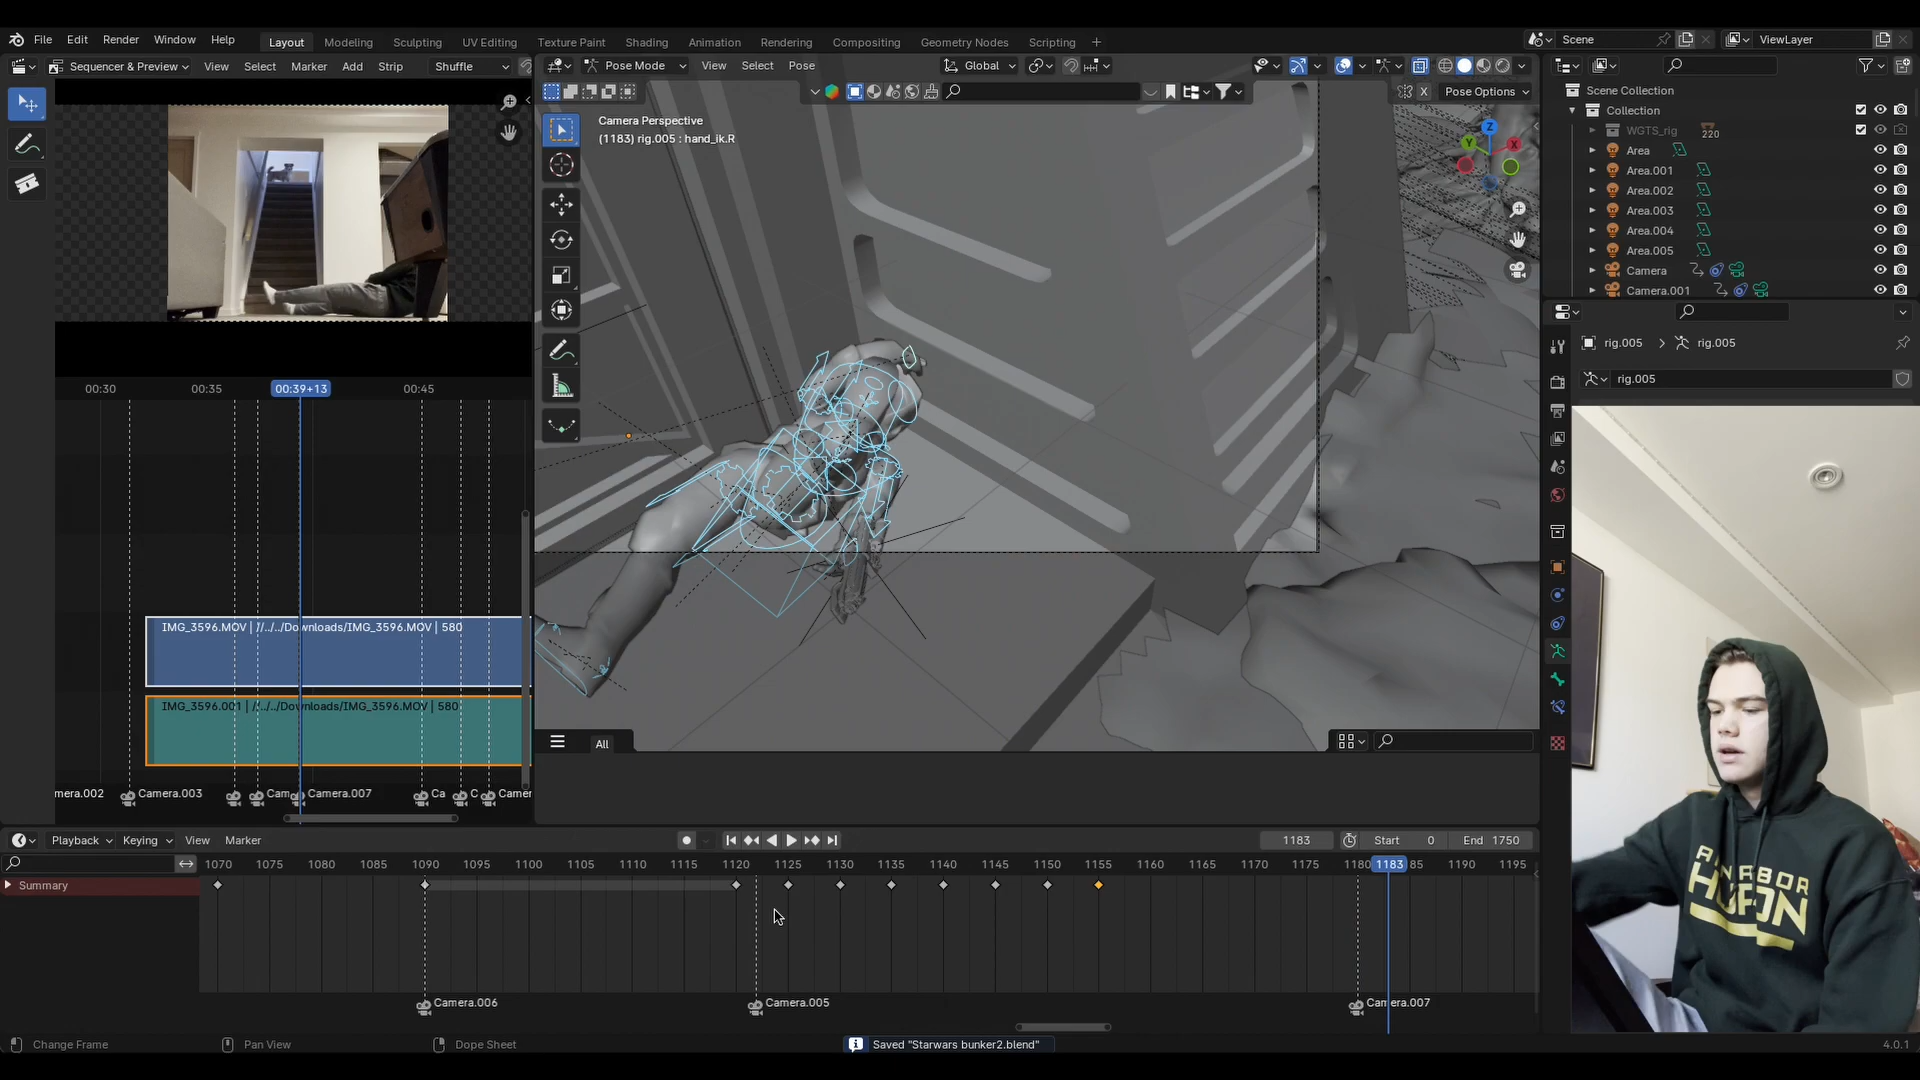 File Edit Render Window Help
Layout Modeling Sculpting UV Editing Texture Paint Shading Animation Rendering Compositing Geometry Nodes Scripting +
Scene
ViewLayer
Sequencer & Preview View Select Marker Add Strip Shuffle
Pose Mode View Select Pose Global
X Pose Options
Camera Perspective
(1183) rig.005 : hand_ik.R
Z
Y
X
Scene Collection
Collection
WGTS_rig 220
Area
Area.001
Area.002
Area.003
Area.004
Area.005
Camera
Camera.001
rig.005 > rig.005
rig.005
00:30 00:35 00:39+13 00:45
IMG_3596.MOV | //../../Downloads/IMG_3596.MOV | 580
IMG_3596.001 | //../../Downloads/IMG_3596.MOV | 580
mera.002 Camera.003 Cam Camera.007 Ca C Camer
All
Playback Keying View Marker
1183 Start 0 End 1750
1070 1075 1080 1085 1090 1095 1100 1105 1110 1115 1120 1125 1130 1135 1140 1145 1150 1155 1160 1165 1170 1175 1180 1183 85 1190 1195
Summary
Camera.006 Camera.005 Camera.007
Change Frame Pan View Dope Sheet Saved "Starwars bunker2.blend" 4.0.1